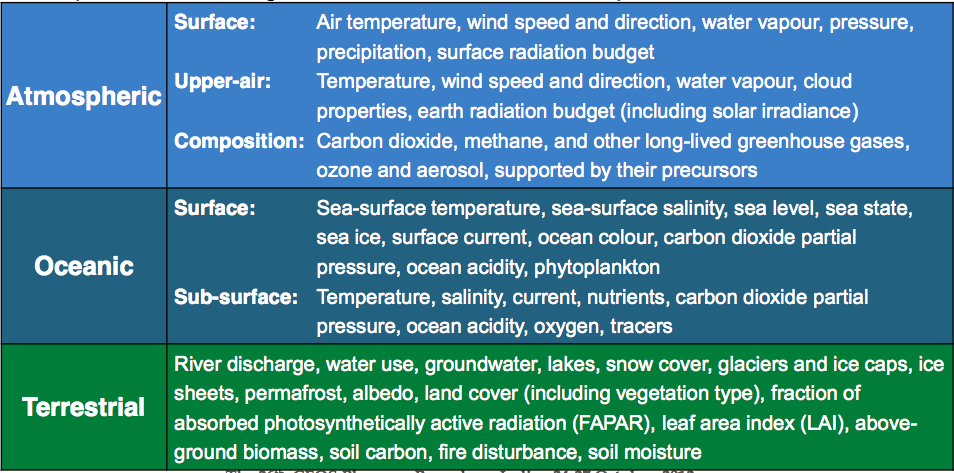 Atmospheric
Surface: Air temperature, wind speed and direction, water vapour, pressure,
precipitation, surface radiation budget
Upper-air: Temperature, wind speed and direction, water vapour, cloud
properties, earth radiation budget (including solar irradiance)
Composition: Carbon dioxide, methane, and other long-lived greenhouse gases,
ozone and aerosol, supported by their precursors
Oceanic
Surface: Sea-surface temperature, sea-surface salinity, sea level, sea state,
sea ice, surface current, ocean colour, carbon dioxide partial
pressure, ocean acidity, phytoplankton
Sub-surface: Temperature, salinity, current, nutrients, carbon dioxide partial
pressure, ocean acidity, oxygen, tracers
Terrestrial
River discharge, water use, groundwater, lakes, snow cover, glaciers and ice caps, ice
sheets, permafrost, albedo, land cover (including vegetation type), fraction of
absorbed photosynthetically active radiation (FAPAR), leaf area index (LAI), above-
ground biomass, soil carbon, fire disturbance, soil moisture